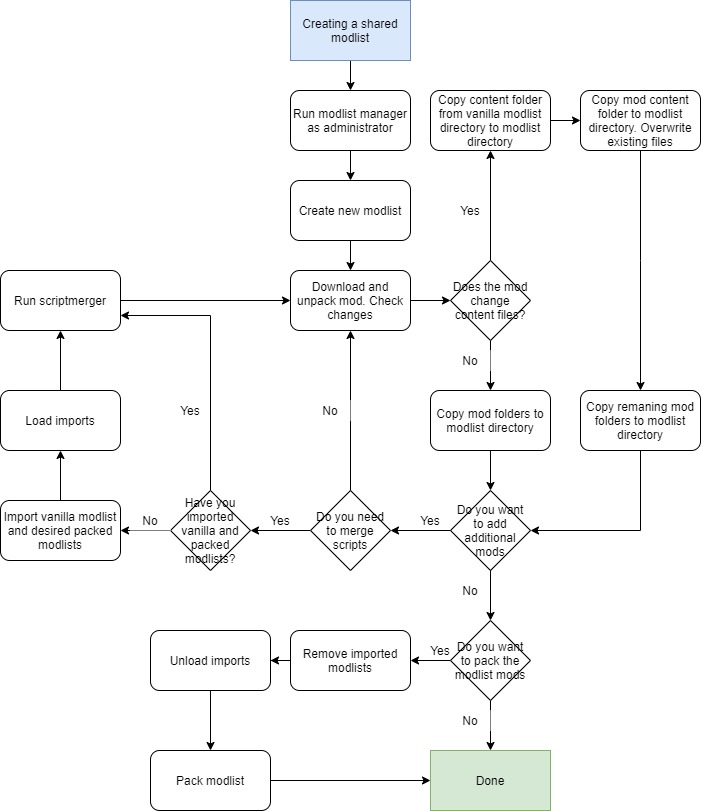 Creating a shared
modlist
Run modlist manager
as administrator
Copy content folder
from vanilla modlist
directory to modlist
directory
Copy mod content
folder to modlist
directory. Overwrite
existing files
Create new modlist
Yes
Run scriptmerger
Download and
unpack mod. Check
changes
Does the mod
change
content files?
No
Load imports
Yes
No
Copy mod folders to
modlist directory
Copy remaning mod
folders to modlist
directory
Import vanilla modlist
and desired packed
modlists
No
Have you
imported
vanilla and
packed
modlists?
Yes
Do you need
to merge
scripts
Yes
Do you want
to add
additional
mods
No
Unload imports
Remove imported
modlists
Yes
Do you want
to pack the
modlist mods
No
Pack modlist
Done